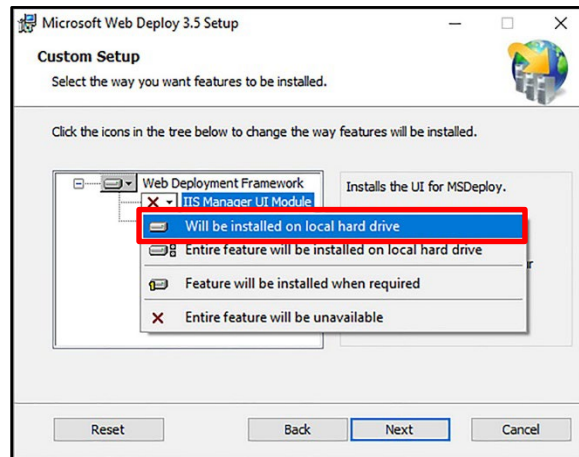 Microsoft Web Deploy 3.5 Setup
Custom Setup
Select the way you want features to be installed.
Click the icons in the tree below to change the way features will be installed.
Web Deployment Framework
IIS Manager UI Module
Installs the UI for MSDeploy.
Will be installed on local hard drive
Entire feature will be installed on local hard drive
Feature will be installed when required
Entire feature will be unavailable
Reset
Back
Next
Cancel